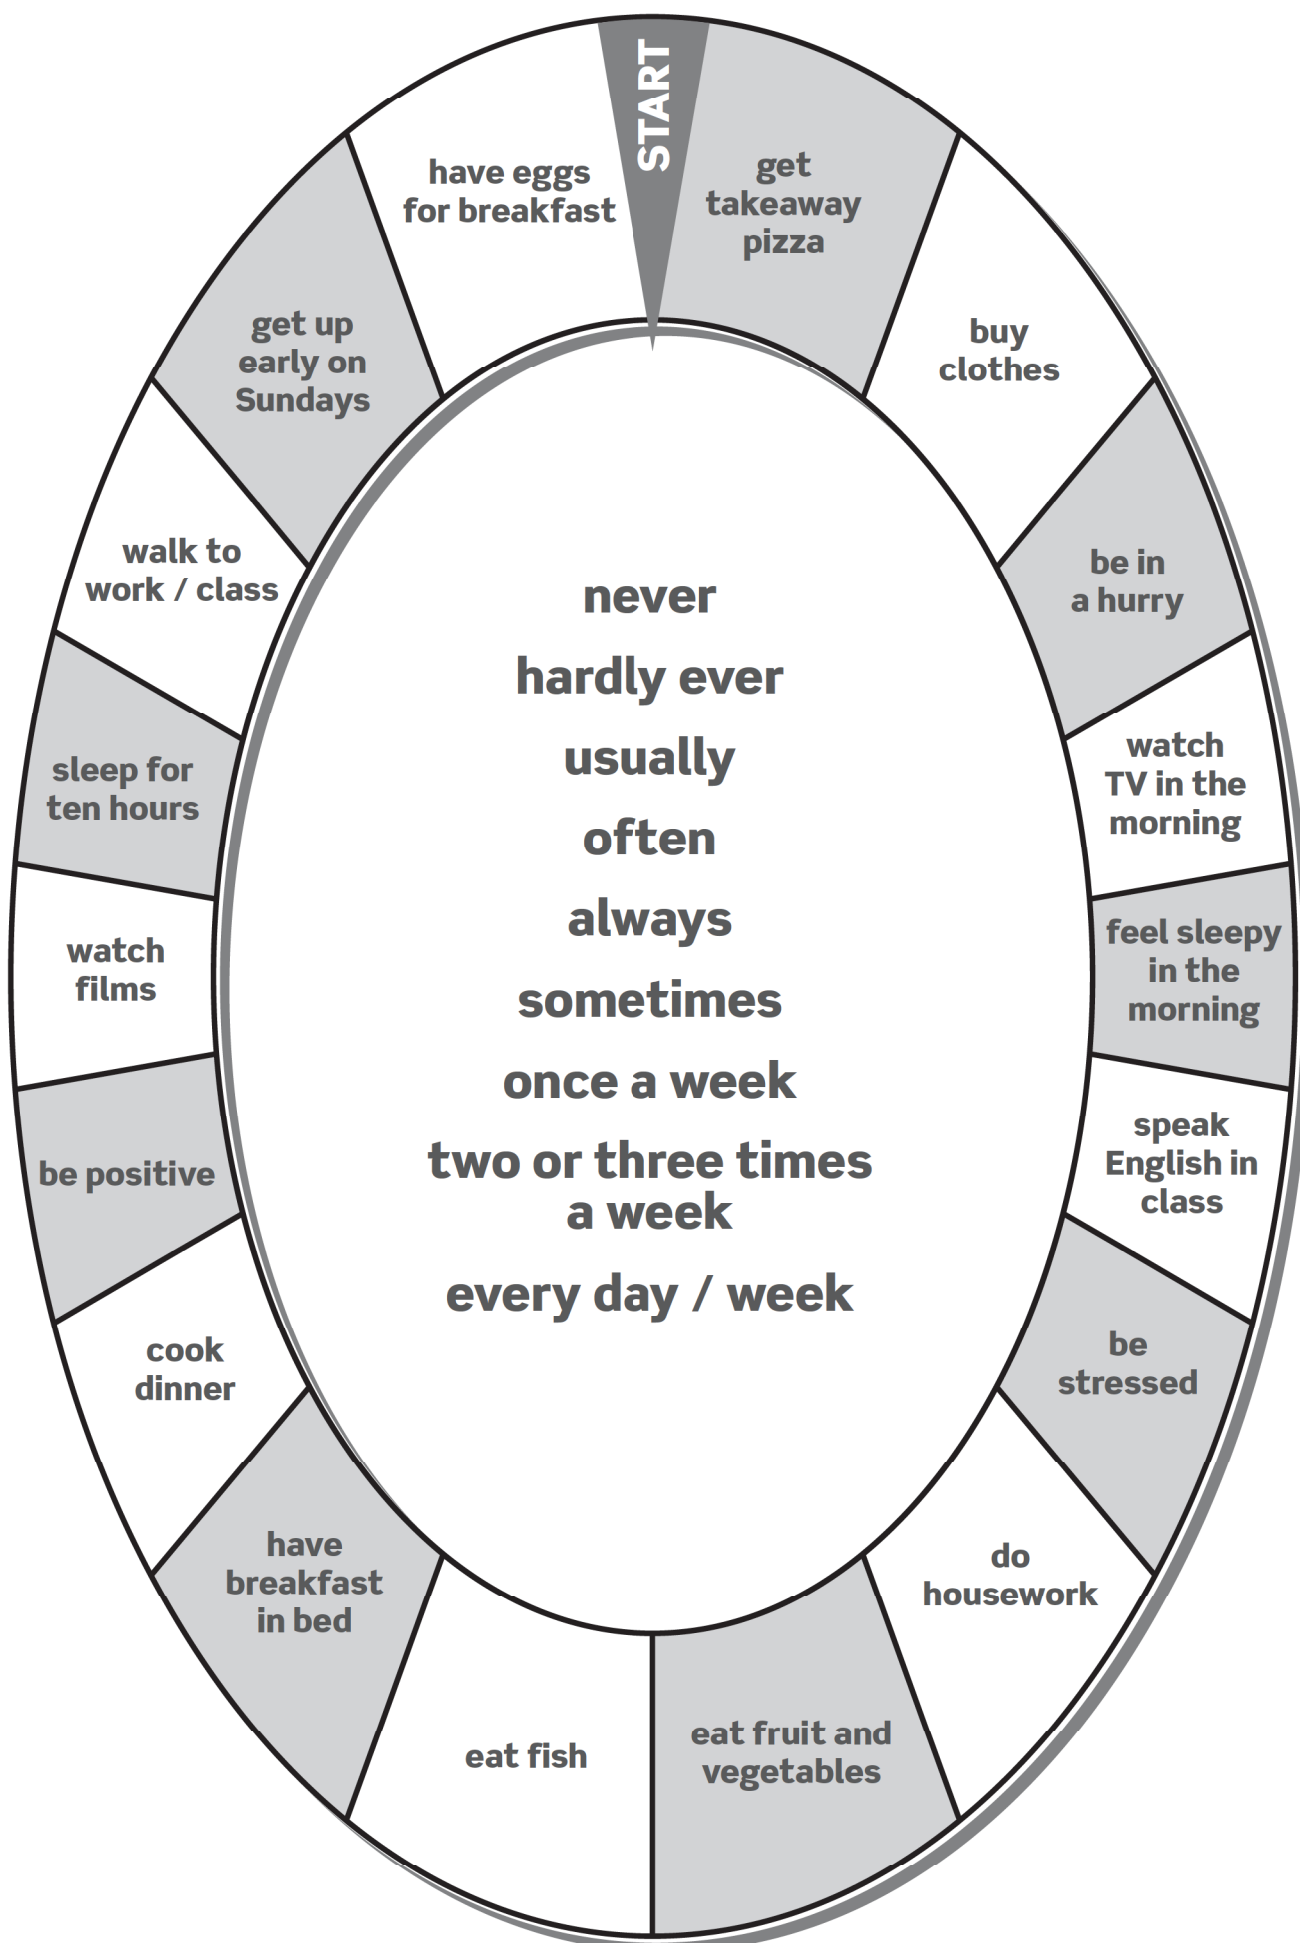 START
get
takeaway
pizza
buy
clothes
be in
a hurry
watch
TV in the
morning
feel sleepy
in the
morning
speak
English in
class
be
stressed
do
housework
eat fruit and
vegetables
eat fish
have
breakfast
in bed
cook
dinner
be positive
watch
films
sleep for
ten hours
walk to
work / class
get up
early on
Sundays
have eggs
for breakfast
never
hardly ever
usually
often
always
sometimes
once a week
two or three times
a week
every day / week